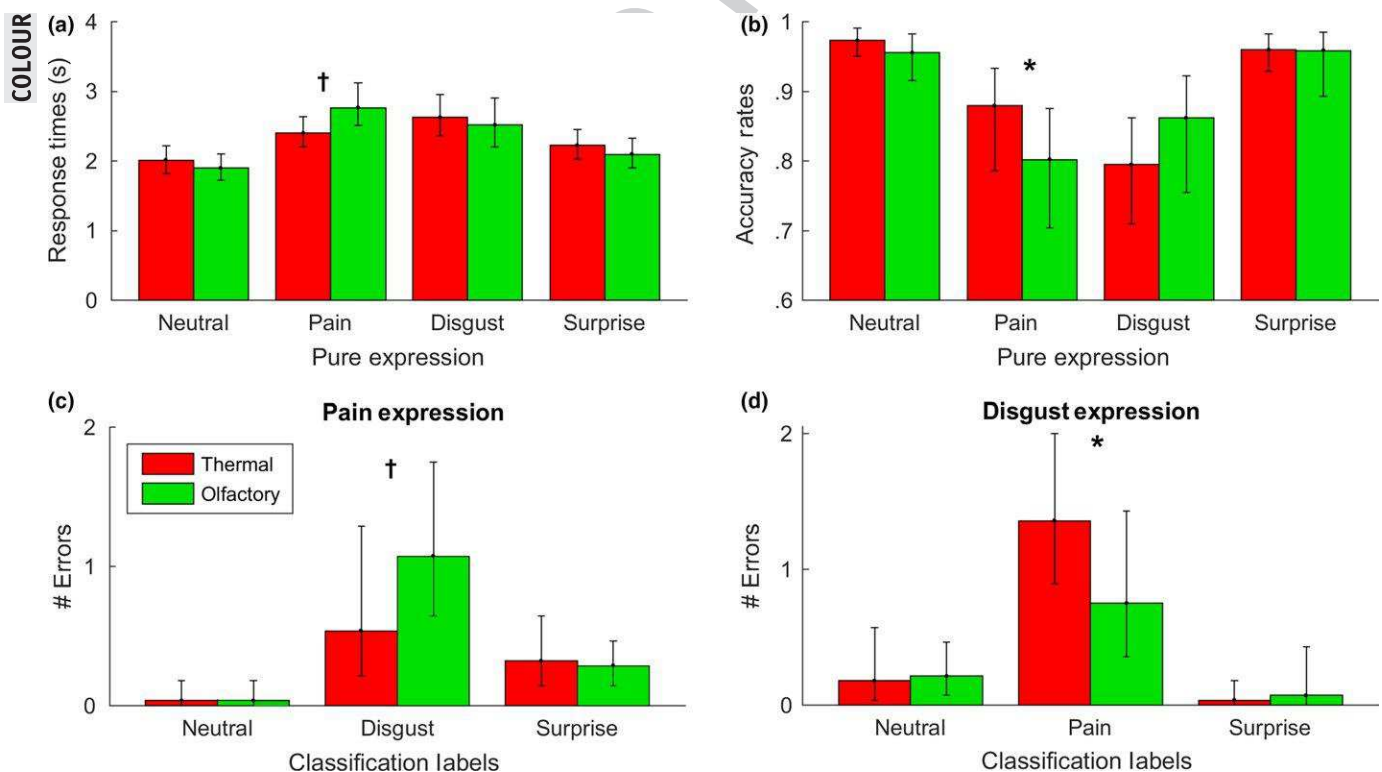 COLOUR
(a)
Response times (s)
4
3
2
1
0
†
Neutral Pain Disgust Surprise
Pure expression
(b)
Accuracy rates
1
.9
.8
.7
.6
*
Neutral Pain Disgust Surprise
Pure expression
(c)
Pain expression
# Errors
2
1
0
Thermal
Olfactory
†
Neutral Disgust Surprise
Classification labels
(d)
Disgust expression
# Errors
2
1
0
*
Neutral Pain Surprise
Classification labels